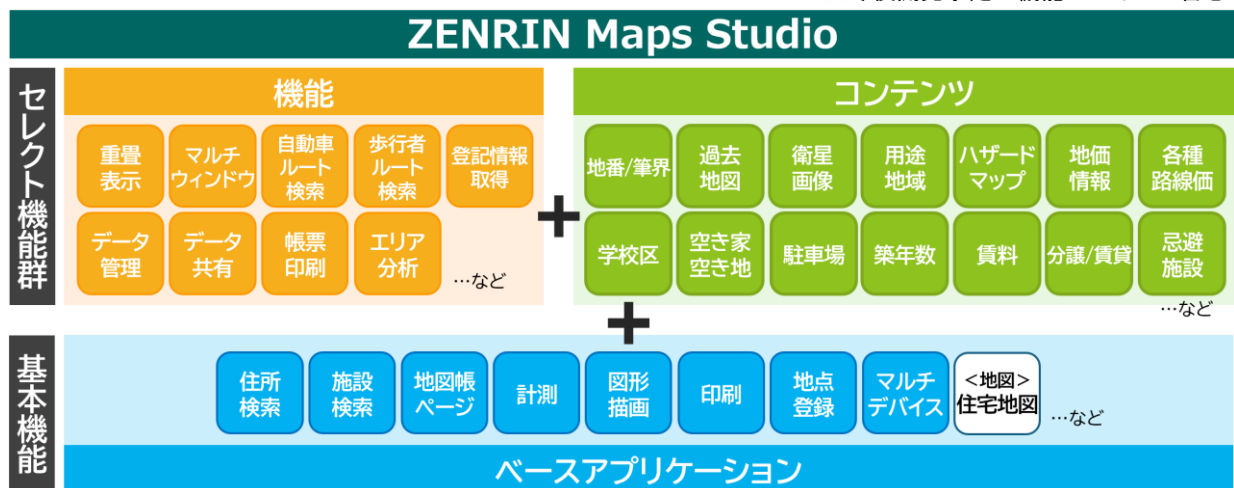 ZENRIN Maps Studio
セレクト機能群
機能
重畳
表示
マルチ
ウィンドウ
自動車
ルート
検索
歩行者
ルート
検索
登記情報
取得
データ
管理
データ
共有
帳票
印刷
エリア
分析
…など
+
コンテンツ
地番/筆界
過去
地図
衛星
画像
用途
地域
ハザード
マップ
地価
情報
各種
路線価
学校区
空き家
空き地
駐車場
築年数
賃料
分譲/賃貸
忌避
施設
…など
+
基本機能
住所
検索
施設
検索
地図帳
ページ
計測
図形
描画
印刷
地点
登録
マルチ
デバイス
<地図>
住宅地図
…など
ベースアプリケーション